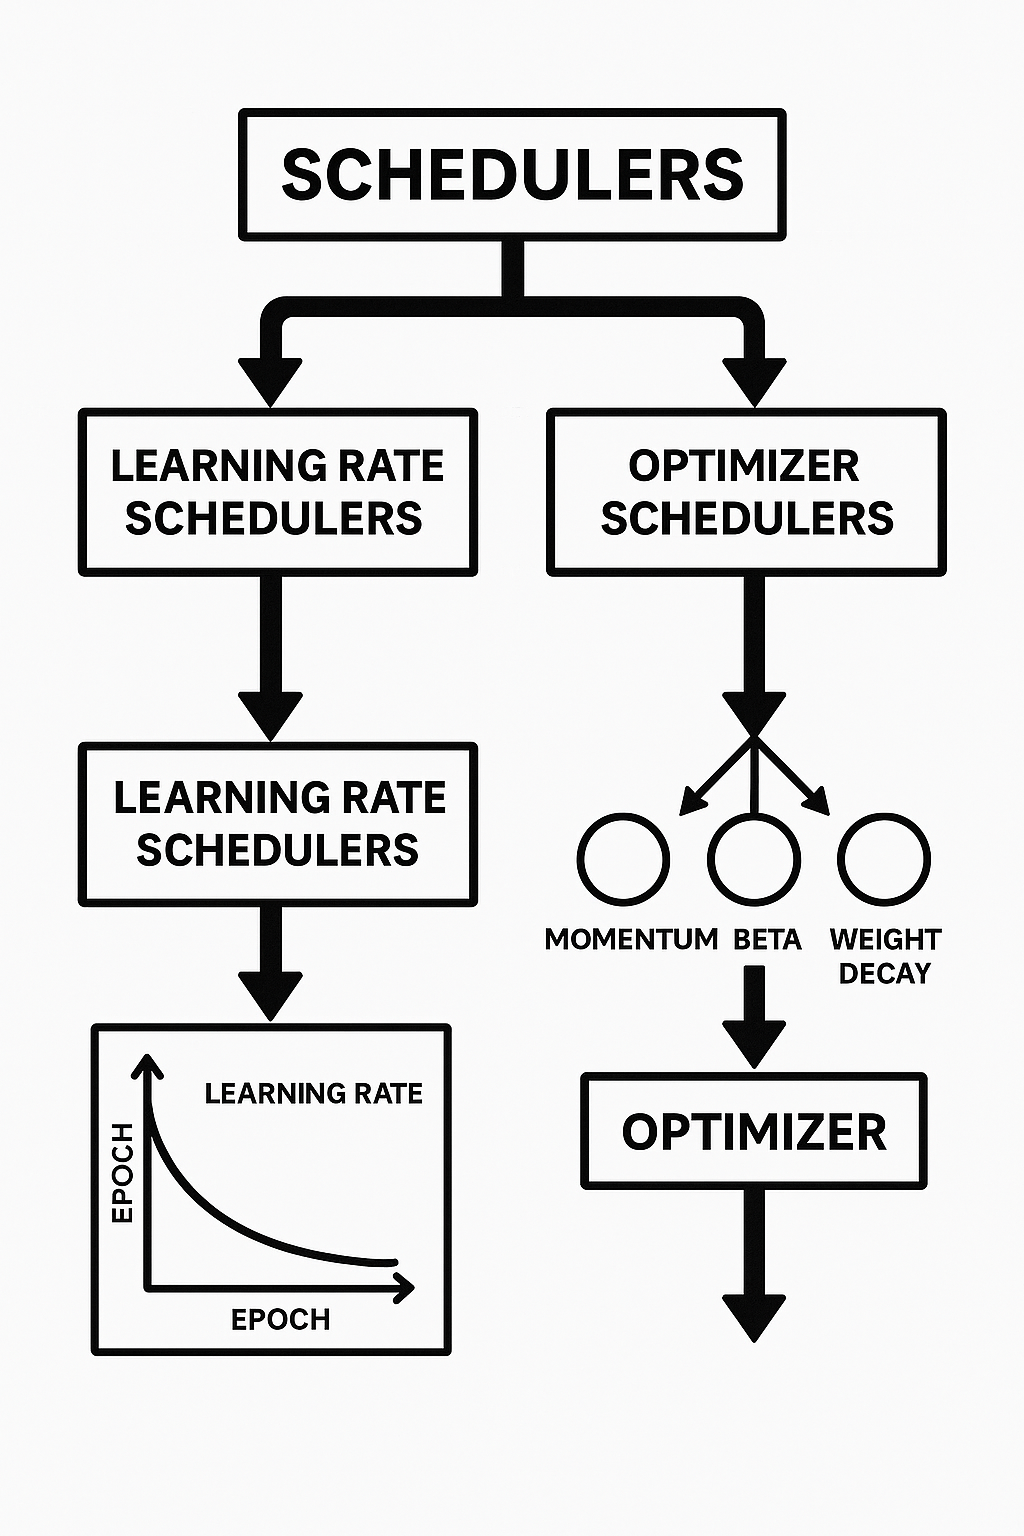 SCHEDULERS
LEARNING RATE
SCHEDULERS
OPTIMIZER
SCHEDULERS
LEARNING RATE
SCHEDULERS
MOMENTUM
BETA
WEIGHT
DECAY
LEARNING RATE
EPOCH
EPOCH
OPTIMIZER